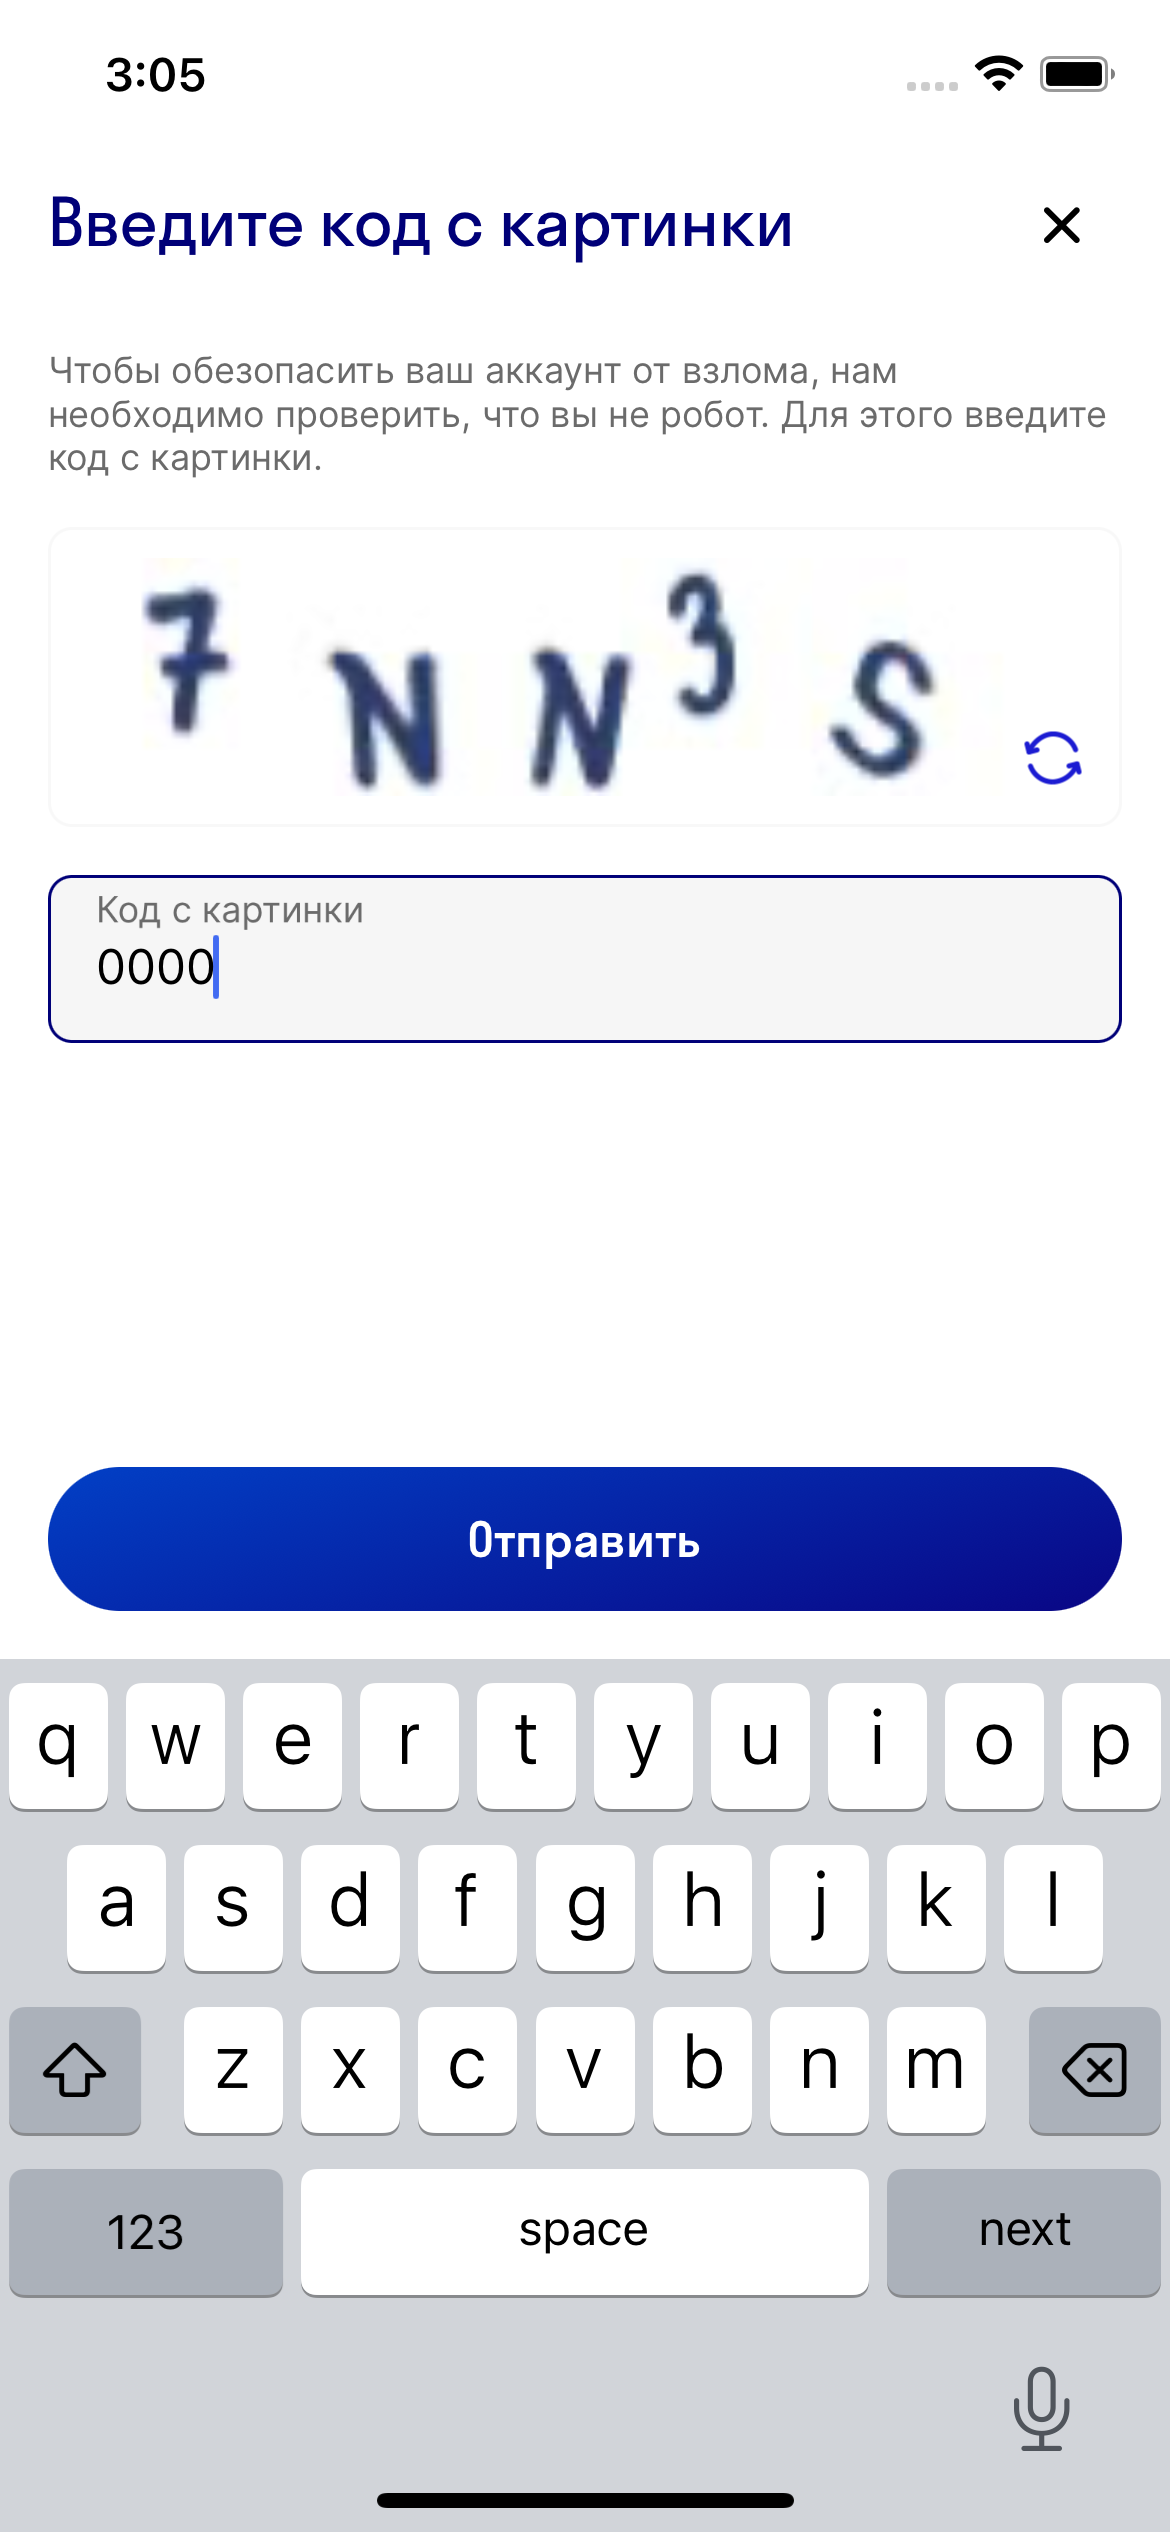 3:05
Введите код с картинки
Чтобы обезопасить ваш аккаунт от взлома, нам
необходимо проверить, что вы не робот. Для этого введите
код с картинки.
7 N N 3 S
Код с картинки
0000
Отправить
q w e r t y u i o p
a s d f g h j k l
z x c v b n m
123 space next